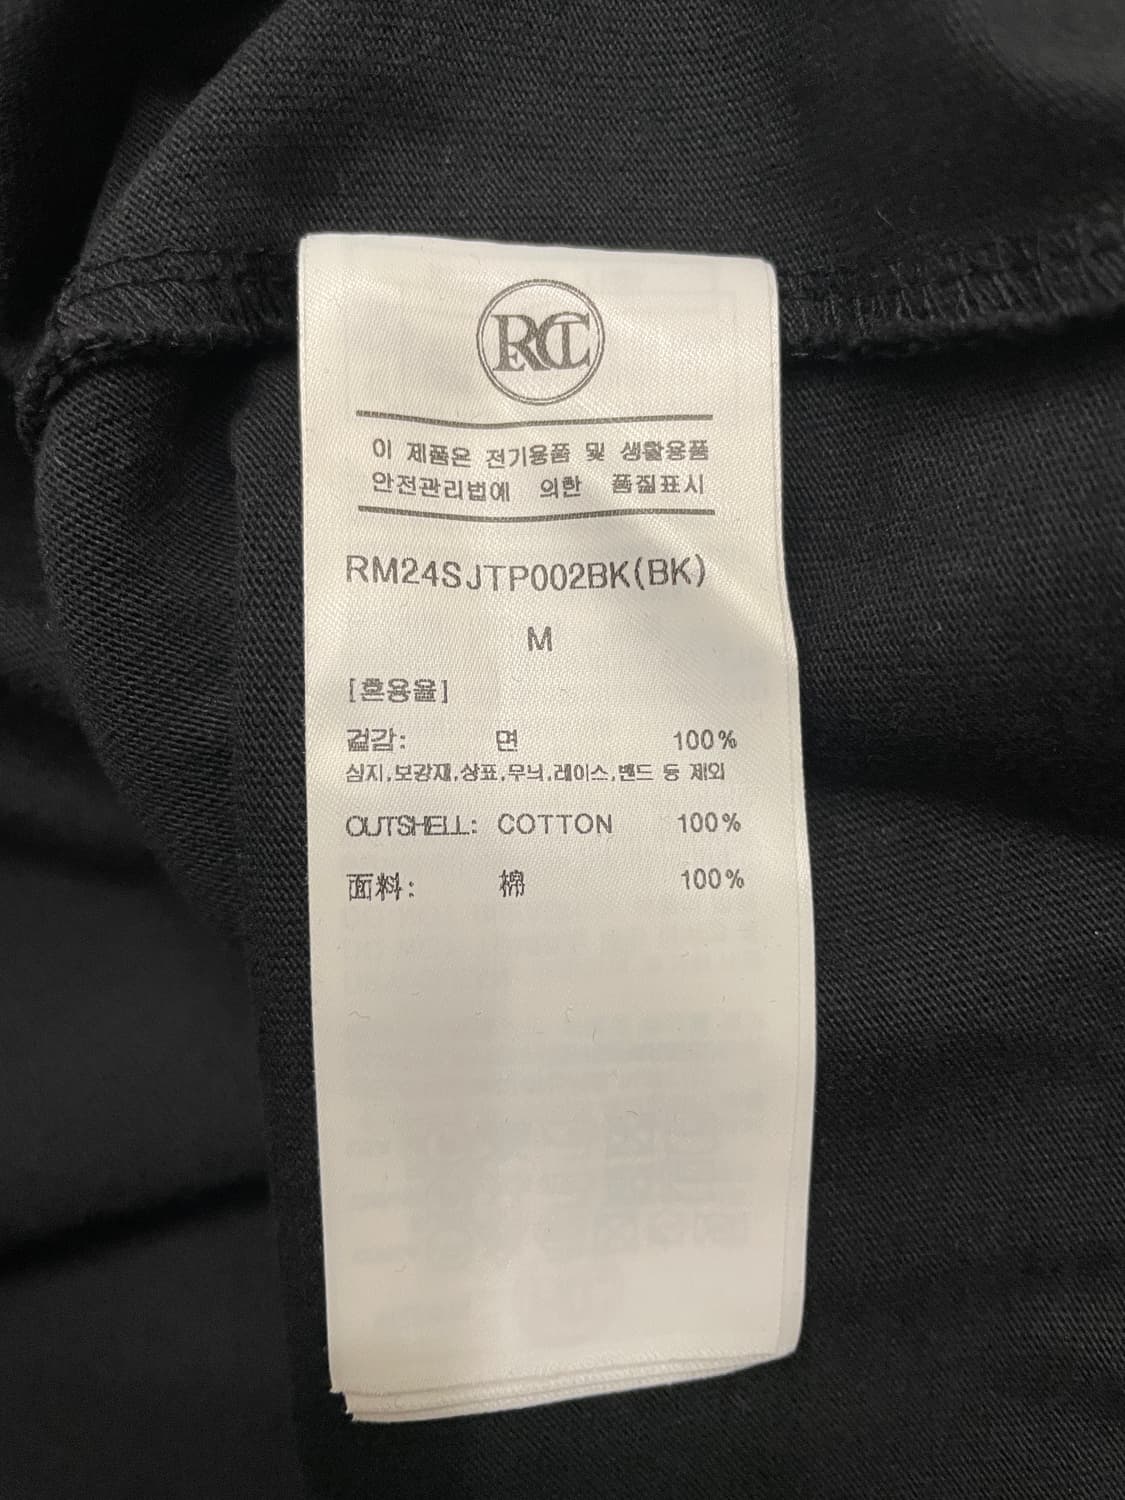 RCT
이 제품은 전기용품 및 생활용품
안전관리법에 의한 품질표시
RM24SJTP002BK(BK)
M
[혼용율]
겉감: 면 100%
심지,보강재,상표,무늬,레이스,밴드 등 제외
OUTSHELL: COTTON 100%
面料: 棉 100%